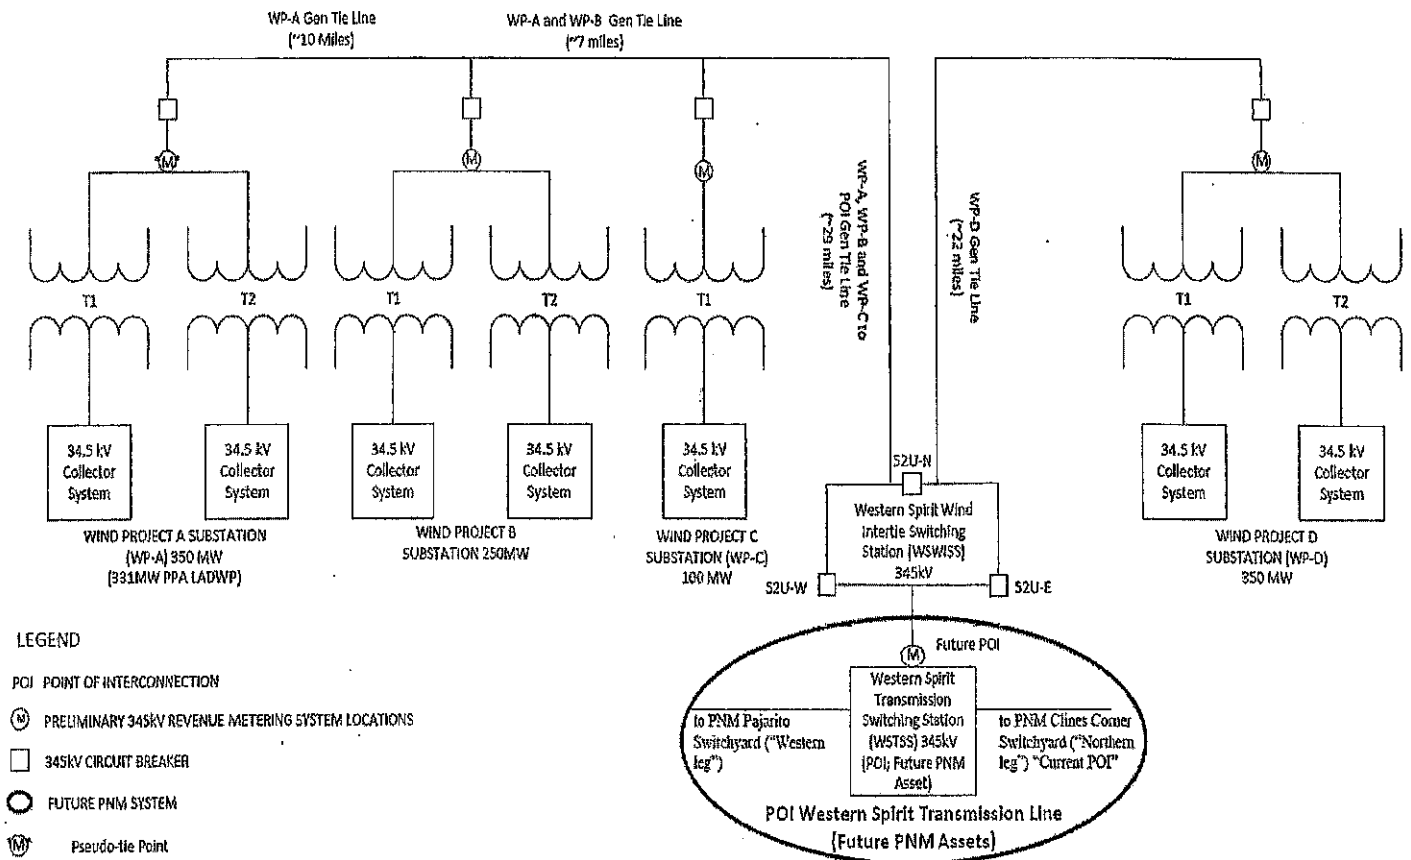 WP-A Gen Tie Line
(~10 Miles)
WP-A and WP-B Gen Tie Line
(~7 miles)
"M"
M
M
M
WP-A, WP-B and WP-C to
POI Gen Tie Line
(~29 miles)
WP-D Gen Tie Line
(~22 miles)
T1
T2
T1
T2
T1
T1
T2
34.5 kV
Collector
System
34.5 kV
Collector
System
34.5 kV
Collector
System
34.5 kV
Collector
System
34.5 kV
Collector
System
34.5 kV
Collector
System
34.5 kV
Collector
System
WIND PROJECT A SUBSTATION
(WP-A) 350 MW
(331MW PPA LADWP)
WIND PROJECT B
SUBSTATION 250MW
WIND PROJECT C
SUBSTATION (WP-C)
100 MW
WIND PROJECT D
SUBSTATION (WP-D)
350 MW
52U-N
Western Spirit Wind
Intertie Switching
Station (WSWISS)
345kV
52U-W
52U-E
Future POI
M
Western Spirit
Transmission
Switching Station
(WSTSS) 345kV
(POI; Future PNM
Asset)
to PNM Pajarito
Switchyard ("Western
leg")
to PNM Clines Corner
Switchyard ("Northern
leg") "Current POI"
POI Western Spirit Transmission Line
(Future PNM Assets)
LEGEND
POI POINT OF INTERCONNECTION
M PRELIMINARY 345kV REVENUE METERING SYSTEM LOCATIONS
345kV CIRCUIT BREAKER
FUTURE PNM SYSTEM
"M" Pseudo-tie Point